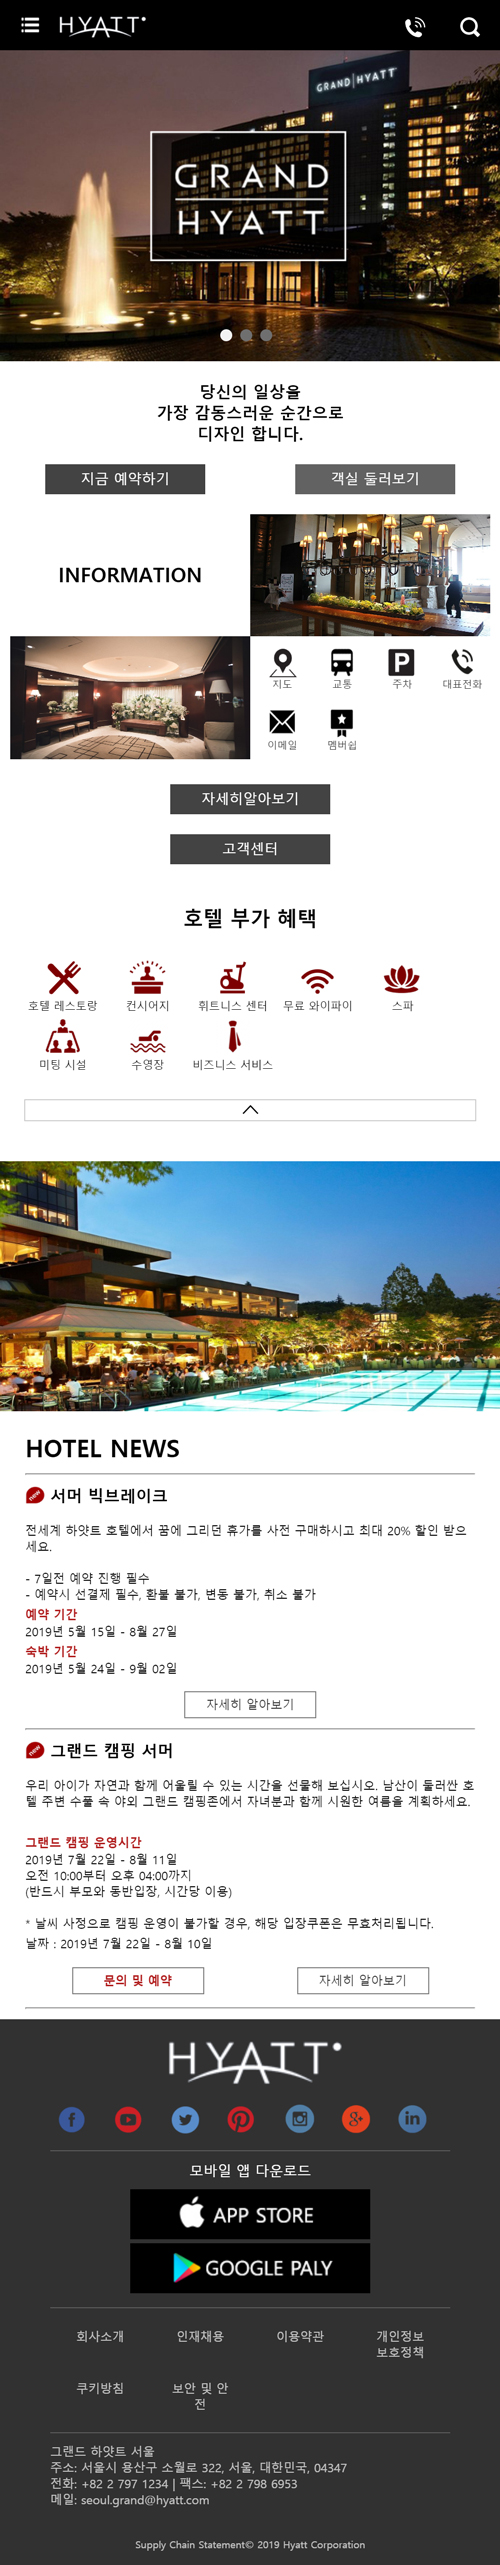 HYATT
GRAND HYATT
GRAND
HYATT
당신의 일상을
가장 감동스러운 순간으로
디자인 합니다.
지금 예약하기
객실 둘러보기
INFORMATION
지도
교통
주차
대표전화
이메일
멤버쉽
자세히알아보기
고객센터
호텔 부가 혜택
호텔 레스토랑
컨시어지
휘트니스 센터
무료 와이파이
스파
미팅 시설
수영장
비즈니스 서비스
HOTEL NEWS
new 서머 빅브레이크
전세계 하얏트 호텔에서 꿈에 그리던 휴가를 사전 구매하시고 최대 20% 할인 받으
세요.
- 7일전 예약 진행 필수
- 예약시 선결제 필수, 환불 불가, 변동 불가, 취소 불가
예약 기간
2019년 5월 15일 - 8월 27일
숙박 기간
2019년 5월 24일 - 9월 02일
자세히 알아보기
new 그랜드 캠핑 서머
우리 아이가 자연과 함께 어울릴 수 있는 시간을 선물해 보십시오. 남산이 둘러싼 호
텔 주변 수풀 속 야외 그랜드 캠핑존에서 자녀분과 함께 시원한 여름을 계획하세요.
그랜드 캠핑 운영시간
2019년 7월 22일 - 8월 11일
오전 10:00부터 오후 04:00까지
(반드시 부모와 동반입장, 시간당 이용)
* 날씨 사정으로 캠핑 운영이 불가할 경우, 해당 입장쿠폰은 무효처리됩니다.
날짜 : 2019년 7월 22일 - 8월 10일
문의 및 예약
자세히 알아보기
HYATT
모바일 앱 다운로드
APP STORE
GOOGLE PALY
회사소개
인재채용
이용약관
개인정보
보호정책
쿠키방침
보안 및 안
전
그랜드 하얏트 서울
주소: 서울시 용산구 소월로 322, 서울, 대한민국, 04347
전화: +82 2 797 1234 | 팩스: +82 2 798 6953
메일: seoul.grand@hyatt.com
Supply Chain Statement© 2019 Hyatt Corporation